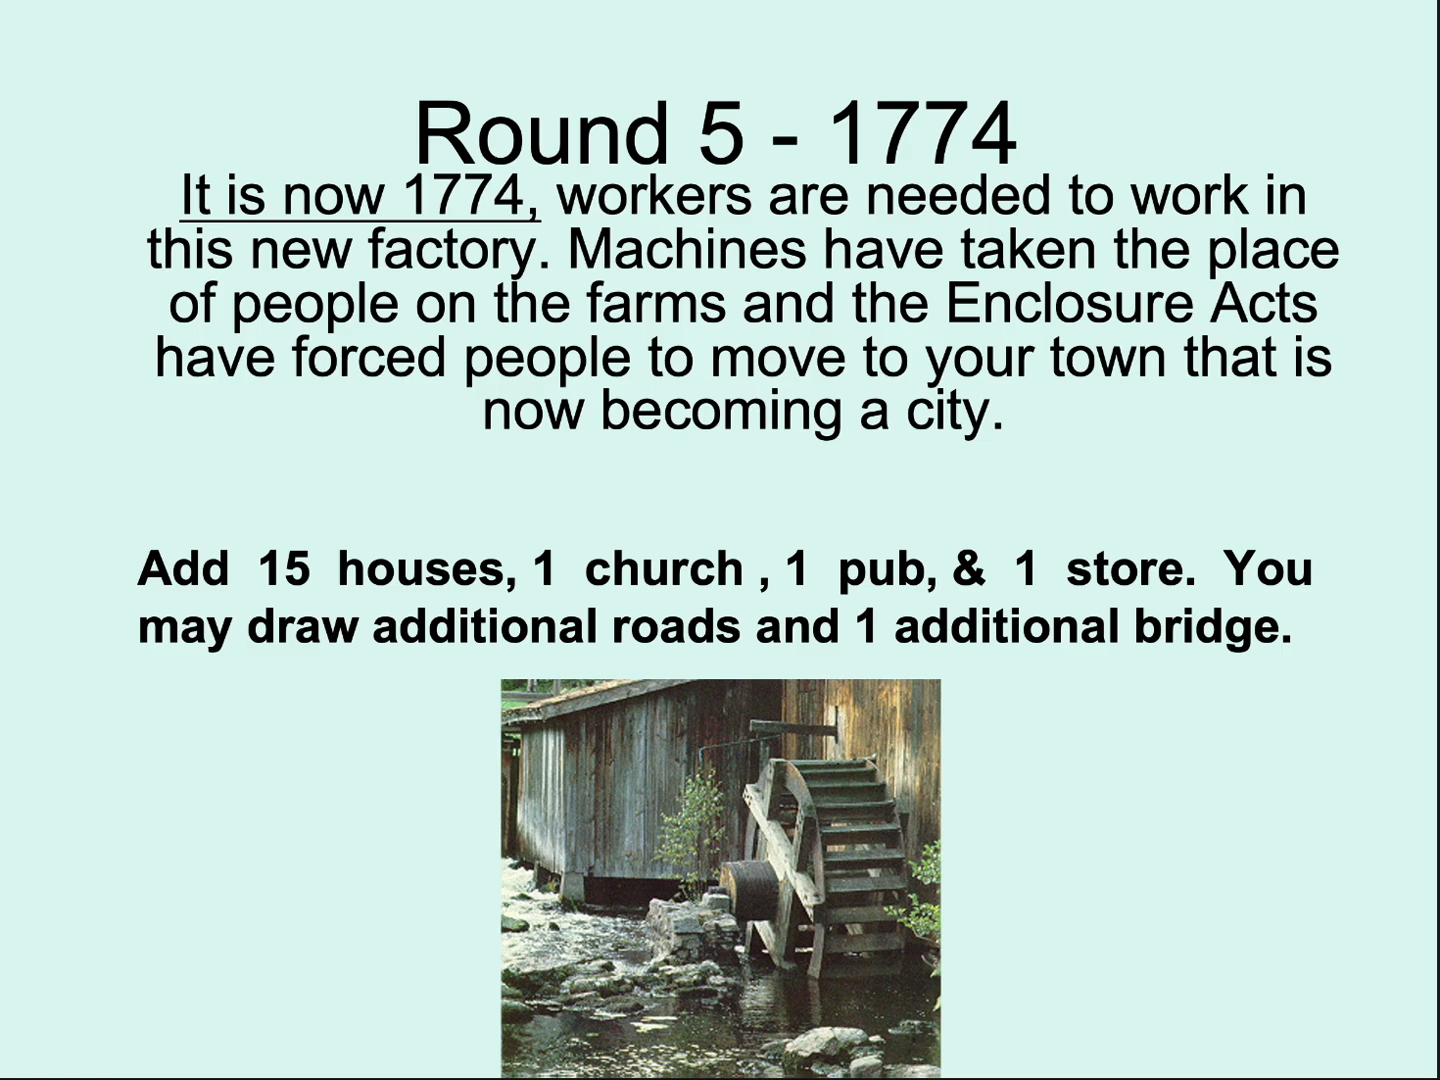 Round 5 - 1774
It is now 1774, workers are needed to work in
this new factory. Machines have taken the place
of people on the farms and the Enclosure Acts
have forced people to move to your town that is
now becoming a city.
Add 15 houses, 1 church , 1 pub, & 1 store. You
may draw additional roads and 1 additional bridge.